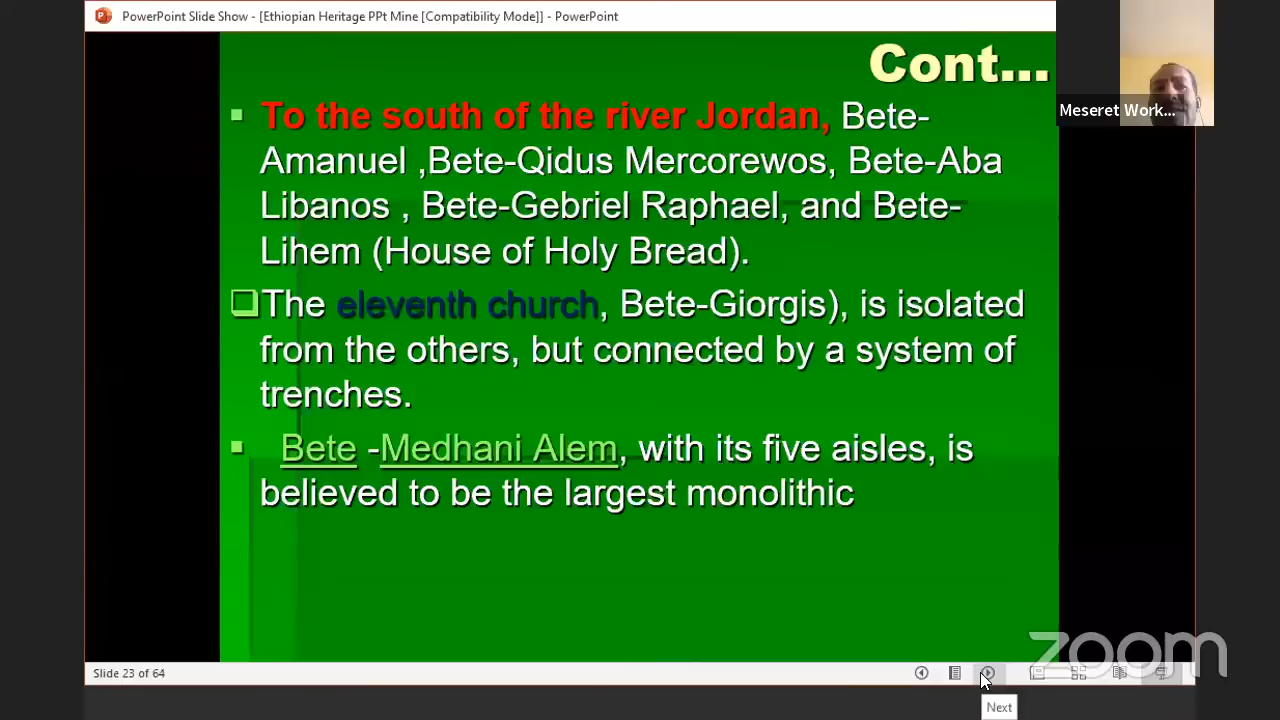 PowerPoint Slide Show - [Ethiopian Heritage PPt Mine [Compatibility Mode]] - PowerPoint
Cont...
To the south of the river Jordan, Bete-
Amanuel ,Bete-Qidus Mercorewos, Bete-Aba
Libanos , Bete-Gebriel Raphael, and Bete-
Lihem (House of Holy Bread).
The eleventh church, Bete-Giorgis), is isolated
from the others, but connected by a system of
trenches.
Bete -Medhani Alem, with its five aisles, is
believed to be the largest monolithic
Meseret Work...
zoom
Slide 23 of 64
Next